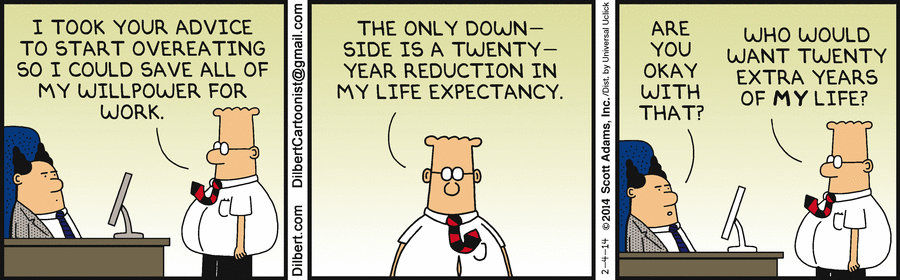 I TOOK YOUR ADVICE
TO START OVEREATING
SO I COULD SAVE ALL OF
MY WILLPOWER FOR
WORK.
Dilbert.com DilbertCartoonist@gmail.com
THE ONLY DOWN-
SIDE IS A TWENTY-
YEAR REDUCTION IN
MY LIFE EXPECTANCY.
2-4-14 ©2014 Scott Adams, Inc. /Dist. by Universal Uclick
ARE
YOU
OKAY
WITH
THAT?
WHO WOULD
WANT TWENTY
EXTRA YEARS
OF MY LIFE?